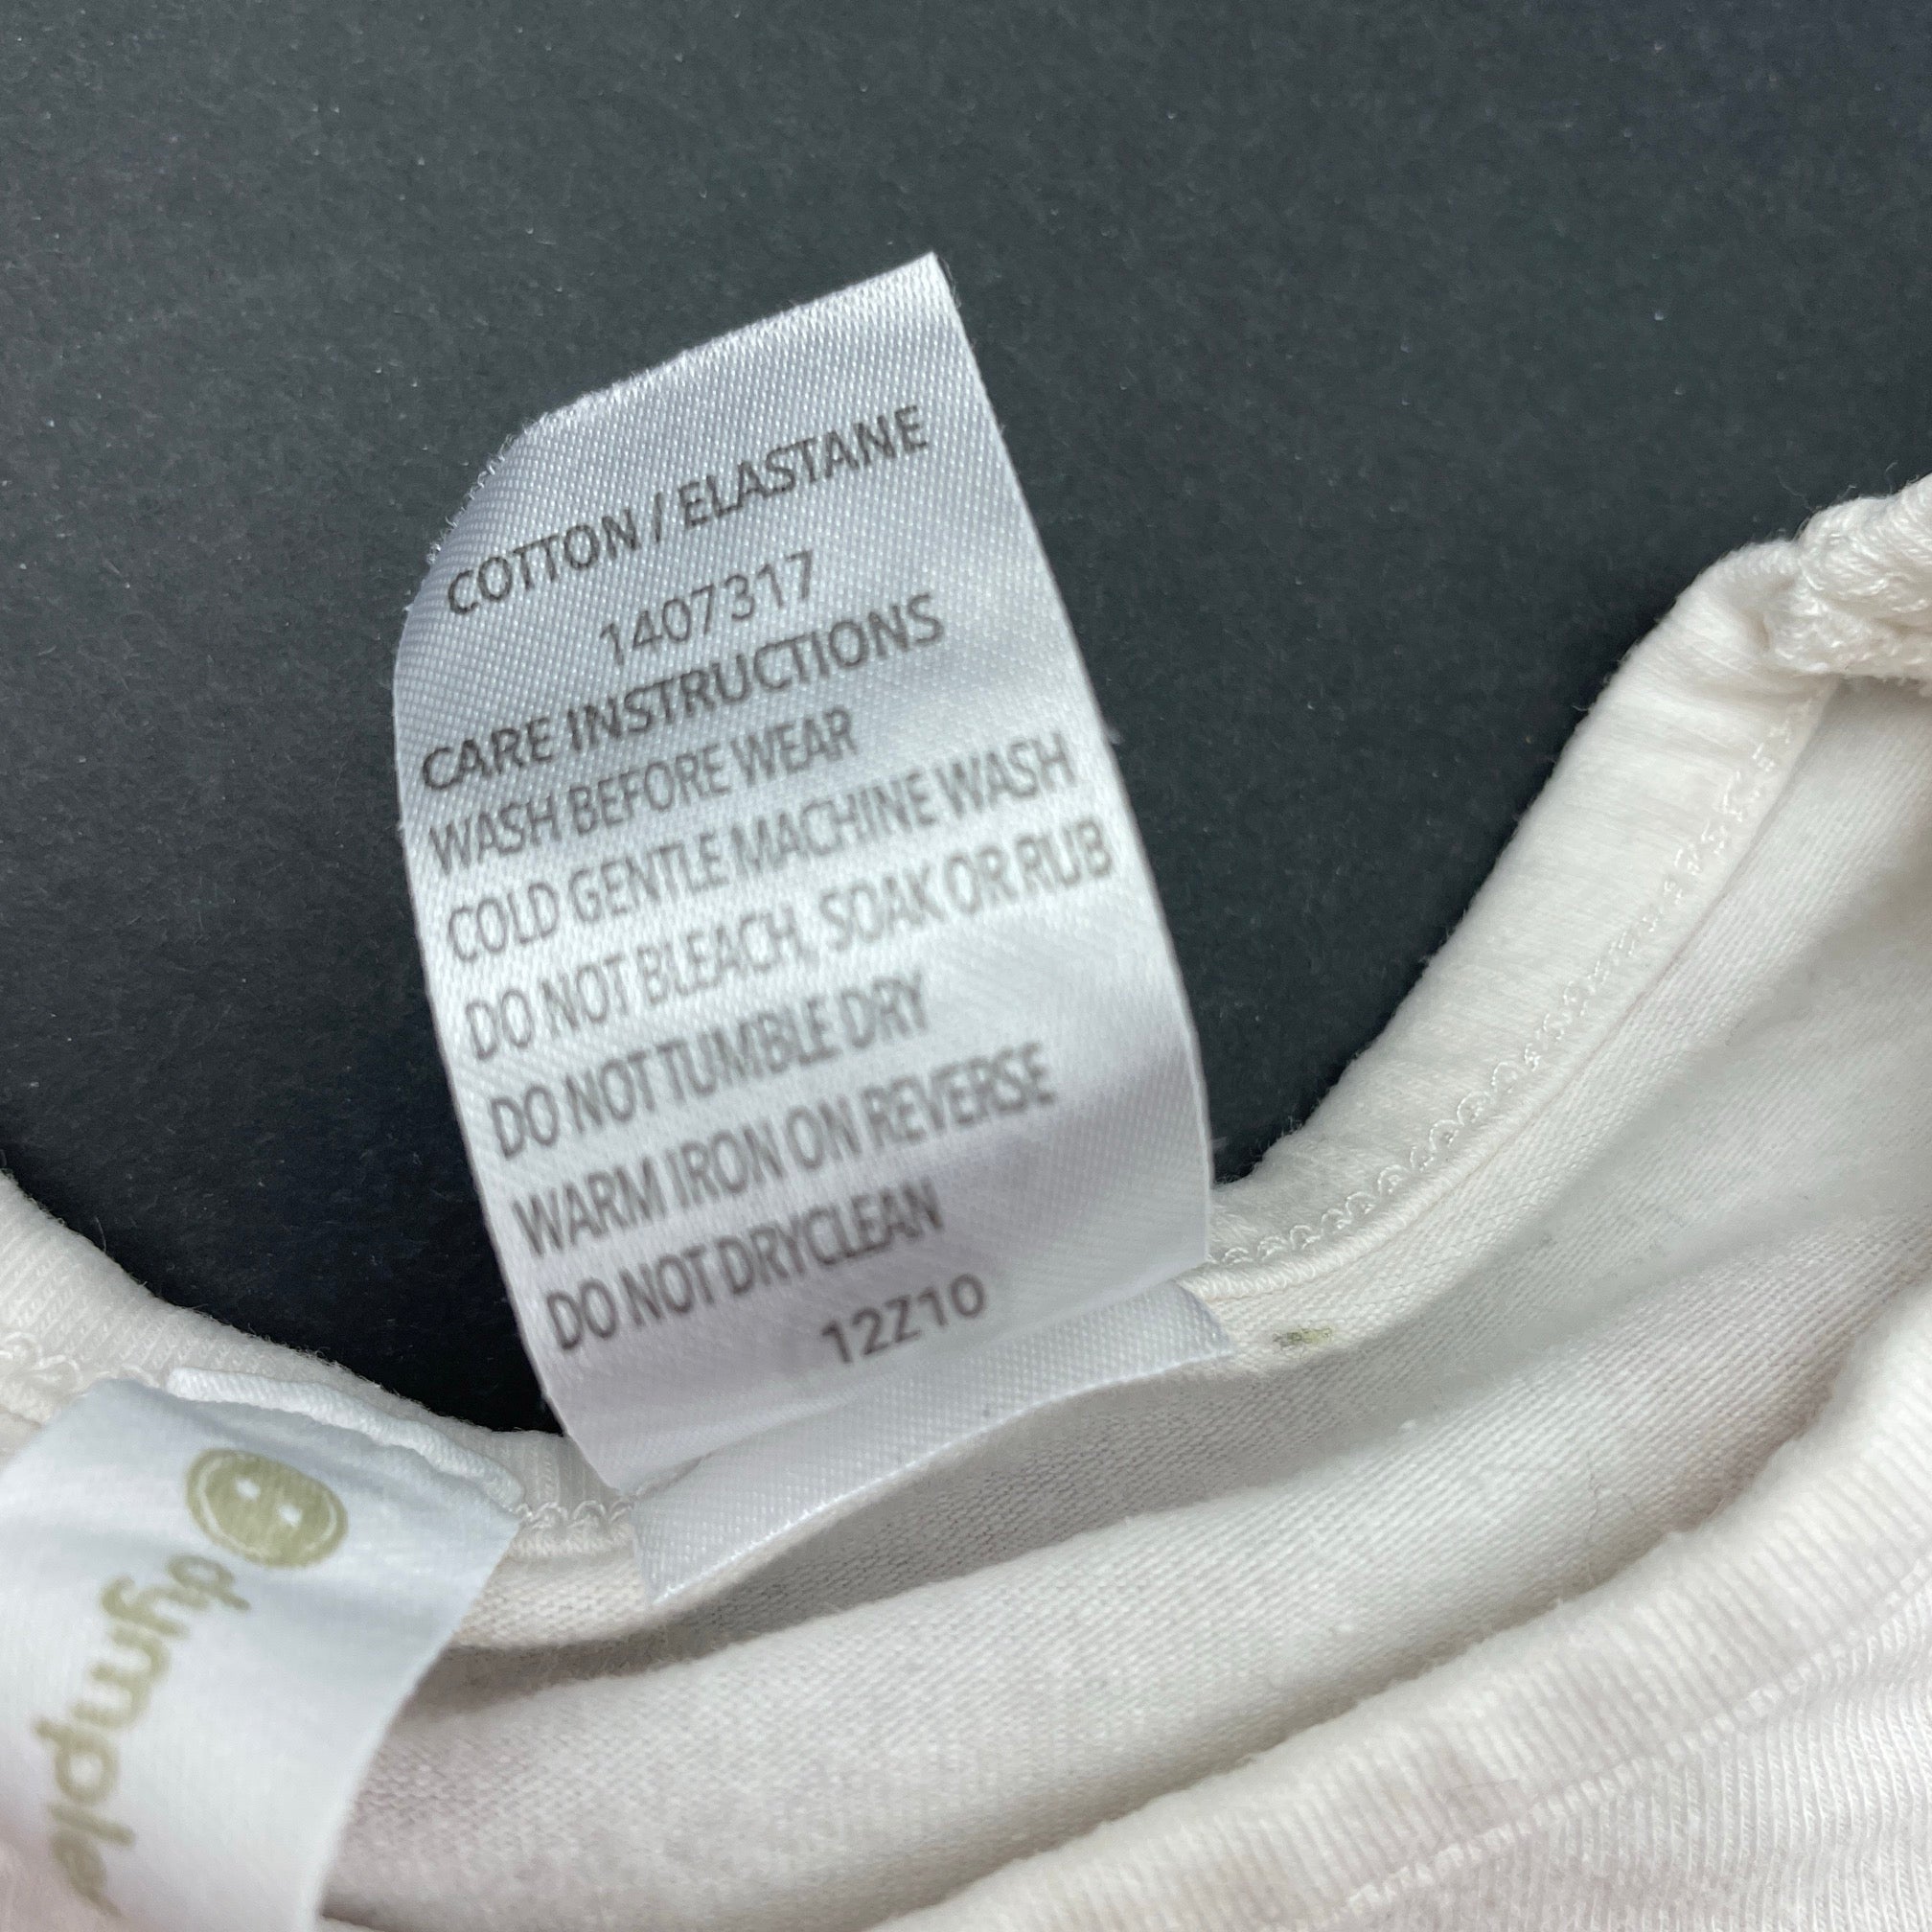 COTTON / ELASTANE
1407317
CARE INSTRUCTIONS
WASH BEFORE WEAR
COLD GENTLE MACHINE WASH
DO NOT BLEACH, SOAK OR RUB
DO NOT TUMBLE DRY
WARM IRON ON REVERSE
DO NOT DRYCLEAN
12Z10
dymples